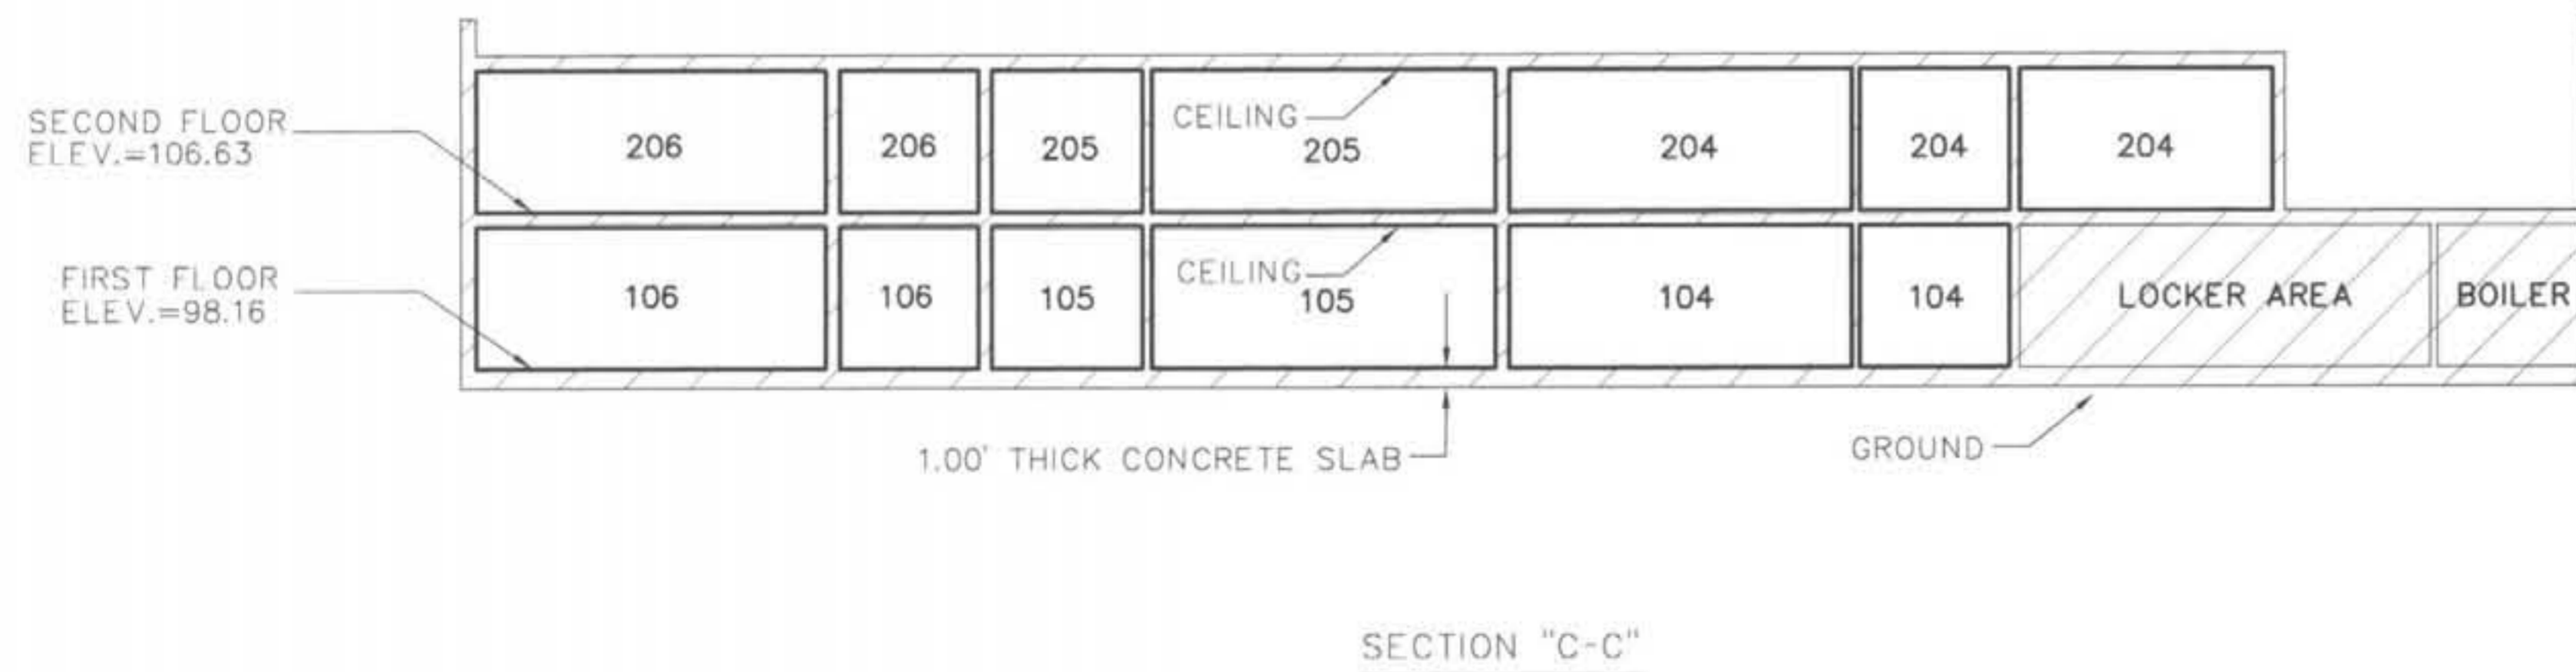 CEILING
SECOND FLOOR
ELEV.=106.63
206
206
205
205
204
204
204
FIRST FLOOR
ELEV.=98.16
CEILING
106
106
105
105
104
104
LOCKER AREA
BOILER
1.00' THICK CONCRETE SLAB
GROUND
SECTION "C-C"